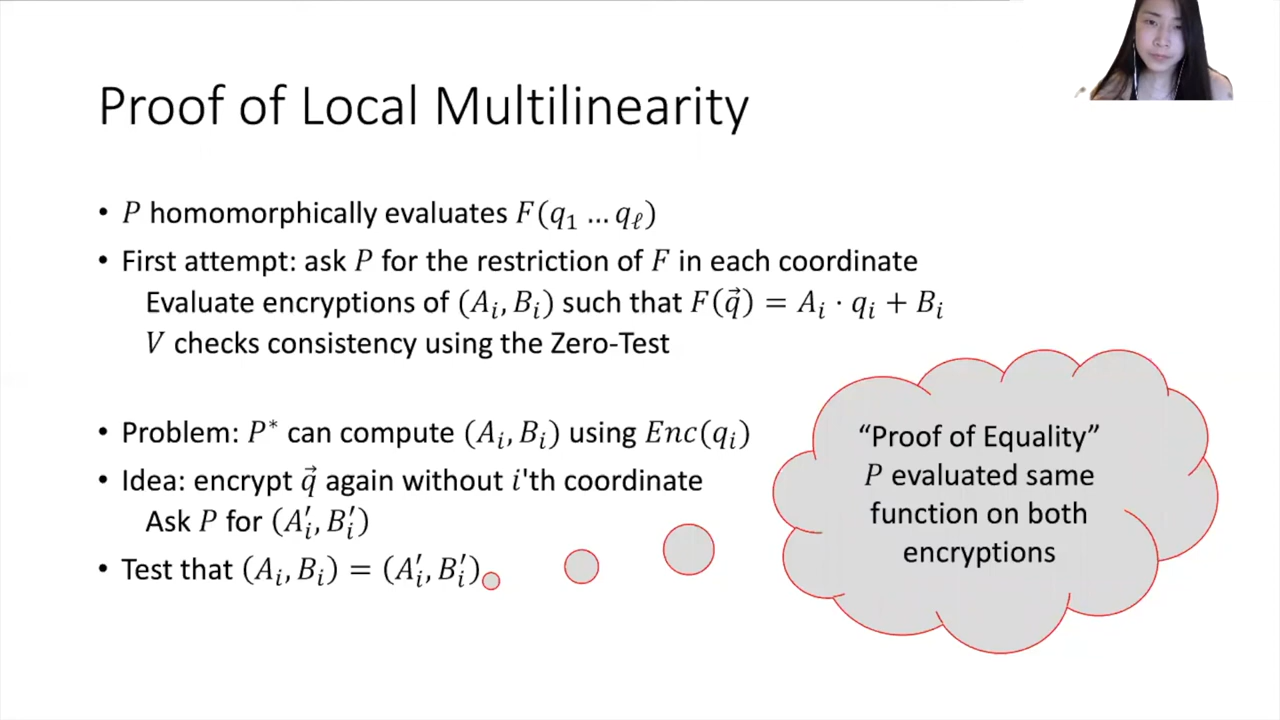 Proof of Local Multilinearity
• P homomorphically evaluates F(q₁ … qℓ)
• First attempt: ask P for the restriction of F in each coordinate
Evaluate encryptions of (Aᵢ, Bᵢ) such that F(q⃗) = Aᵢ · qᵢ + Bᵢ
V checks consistency using the Zero-Test
• Problem: P* can compute (Aᵢ, Bᵢ) using Enc(qᵢ)
• Idea: encrypt q⃗ again without i'th coordinate
Ask P for (A′ᵢ, B′ᵢ)
• Test that (Aᵢ, Bᵢ) = (A′ᵢ, B′ᵢ)
“Proof of Equality”
P evaluated same
function on both
encryptions